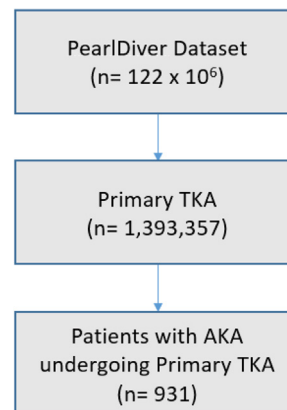 PearlDiver Dataset
(n= 122 x 10⁶)
Primary TKA
(n= 1,393,357)
Patients with AKA
undergoing Primary TKA
(n= 931)